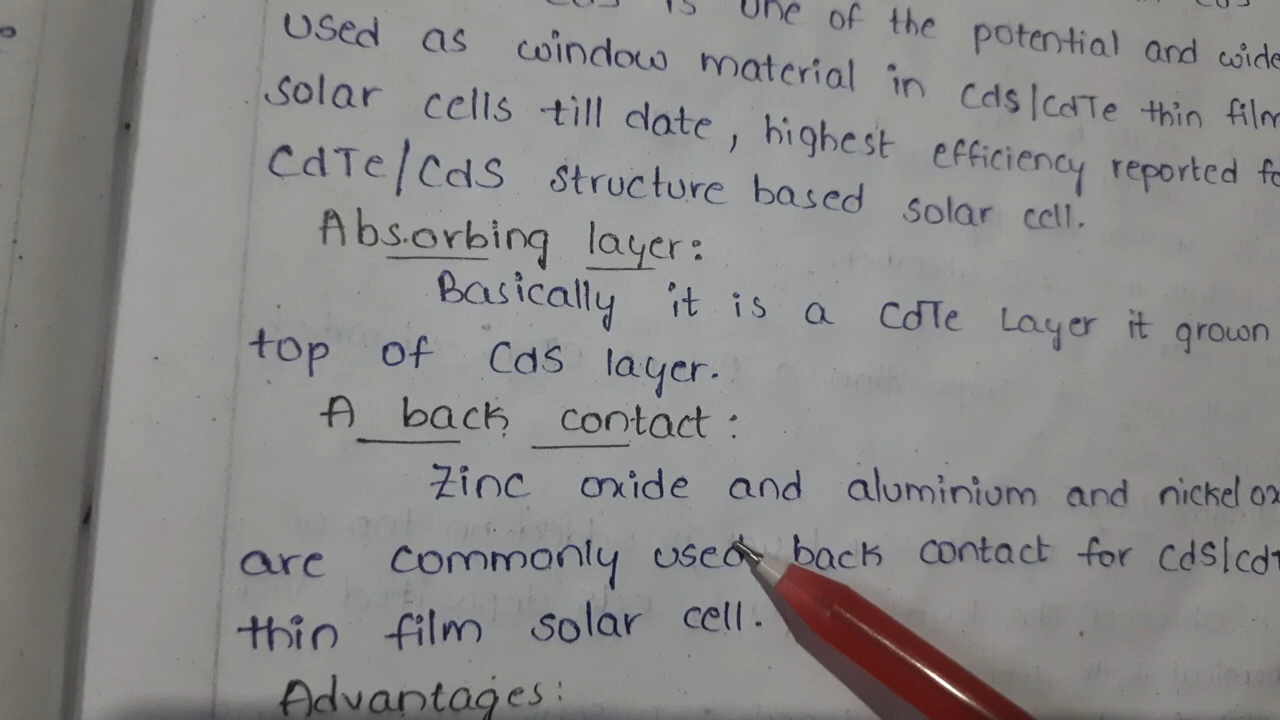 is one of the potential and wide
used as window material in Cds/CdTe thin film
solar cells till date, highest efficiency reported fo
CdTe/CdS structure based solar cell.
Absorbing layer:
Basically it is a CdTe Layer it grown
top of CdS layer.
A back contact:
Zinc oxide and aluminium and nickel ox
are commonly used back contact for cds/cdT
thin film solar cell.
Advantages: